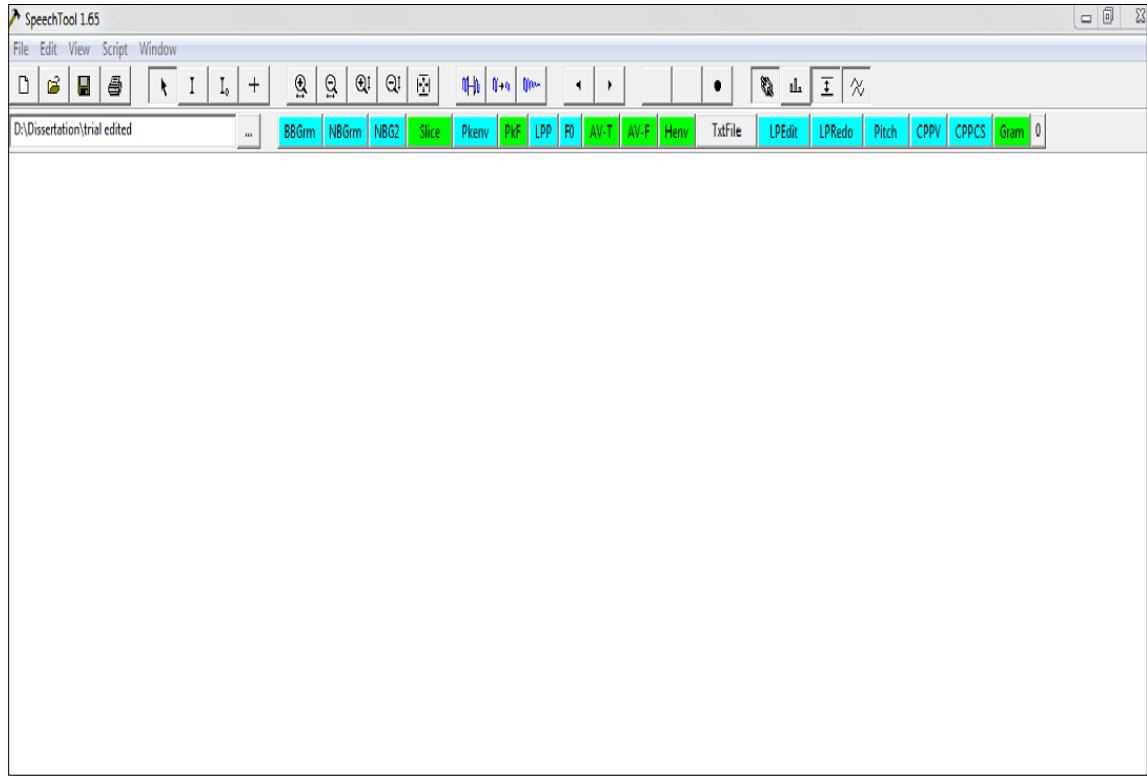 SpeechTool 1.65
File Edit View Script Window
D:\Dissertation\trial edited ... BBGrm NBGrm NBG2 Slice Pkenv PkF LPP F0 AV-T AV-F Henv TxtFile LPEdit LPRedo Pitch CPPV CPPCS Gram 0